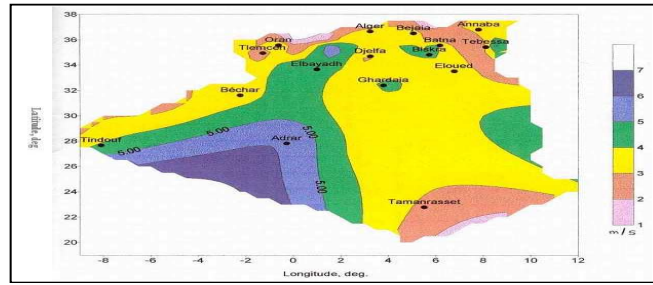 38
36
34
32
30
28
26
24
22
20
Latitude, deg
Alger
Bejaia
Annaba
Oran
Batna
Tlemcen
Djelfa
Biskra
Tebessa
Elbayadh
Eloued
Ghardaia
Béchar
Tindouf
5.00
5.00
Adrar
5.00
Tamanrasset
7
6
5
4
3
2
1
m / S
-8 -6 -4 -2 0 2 4 6 8 10 12
Longitude, deg.